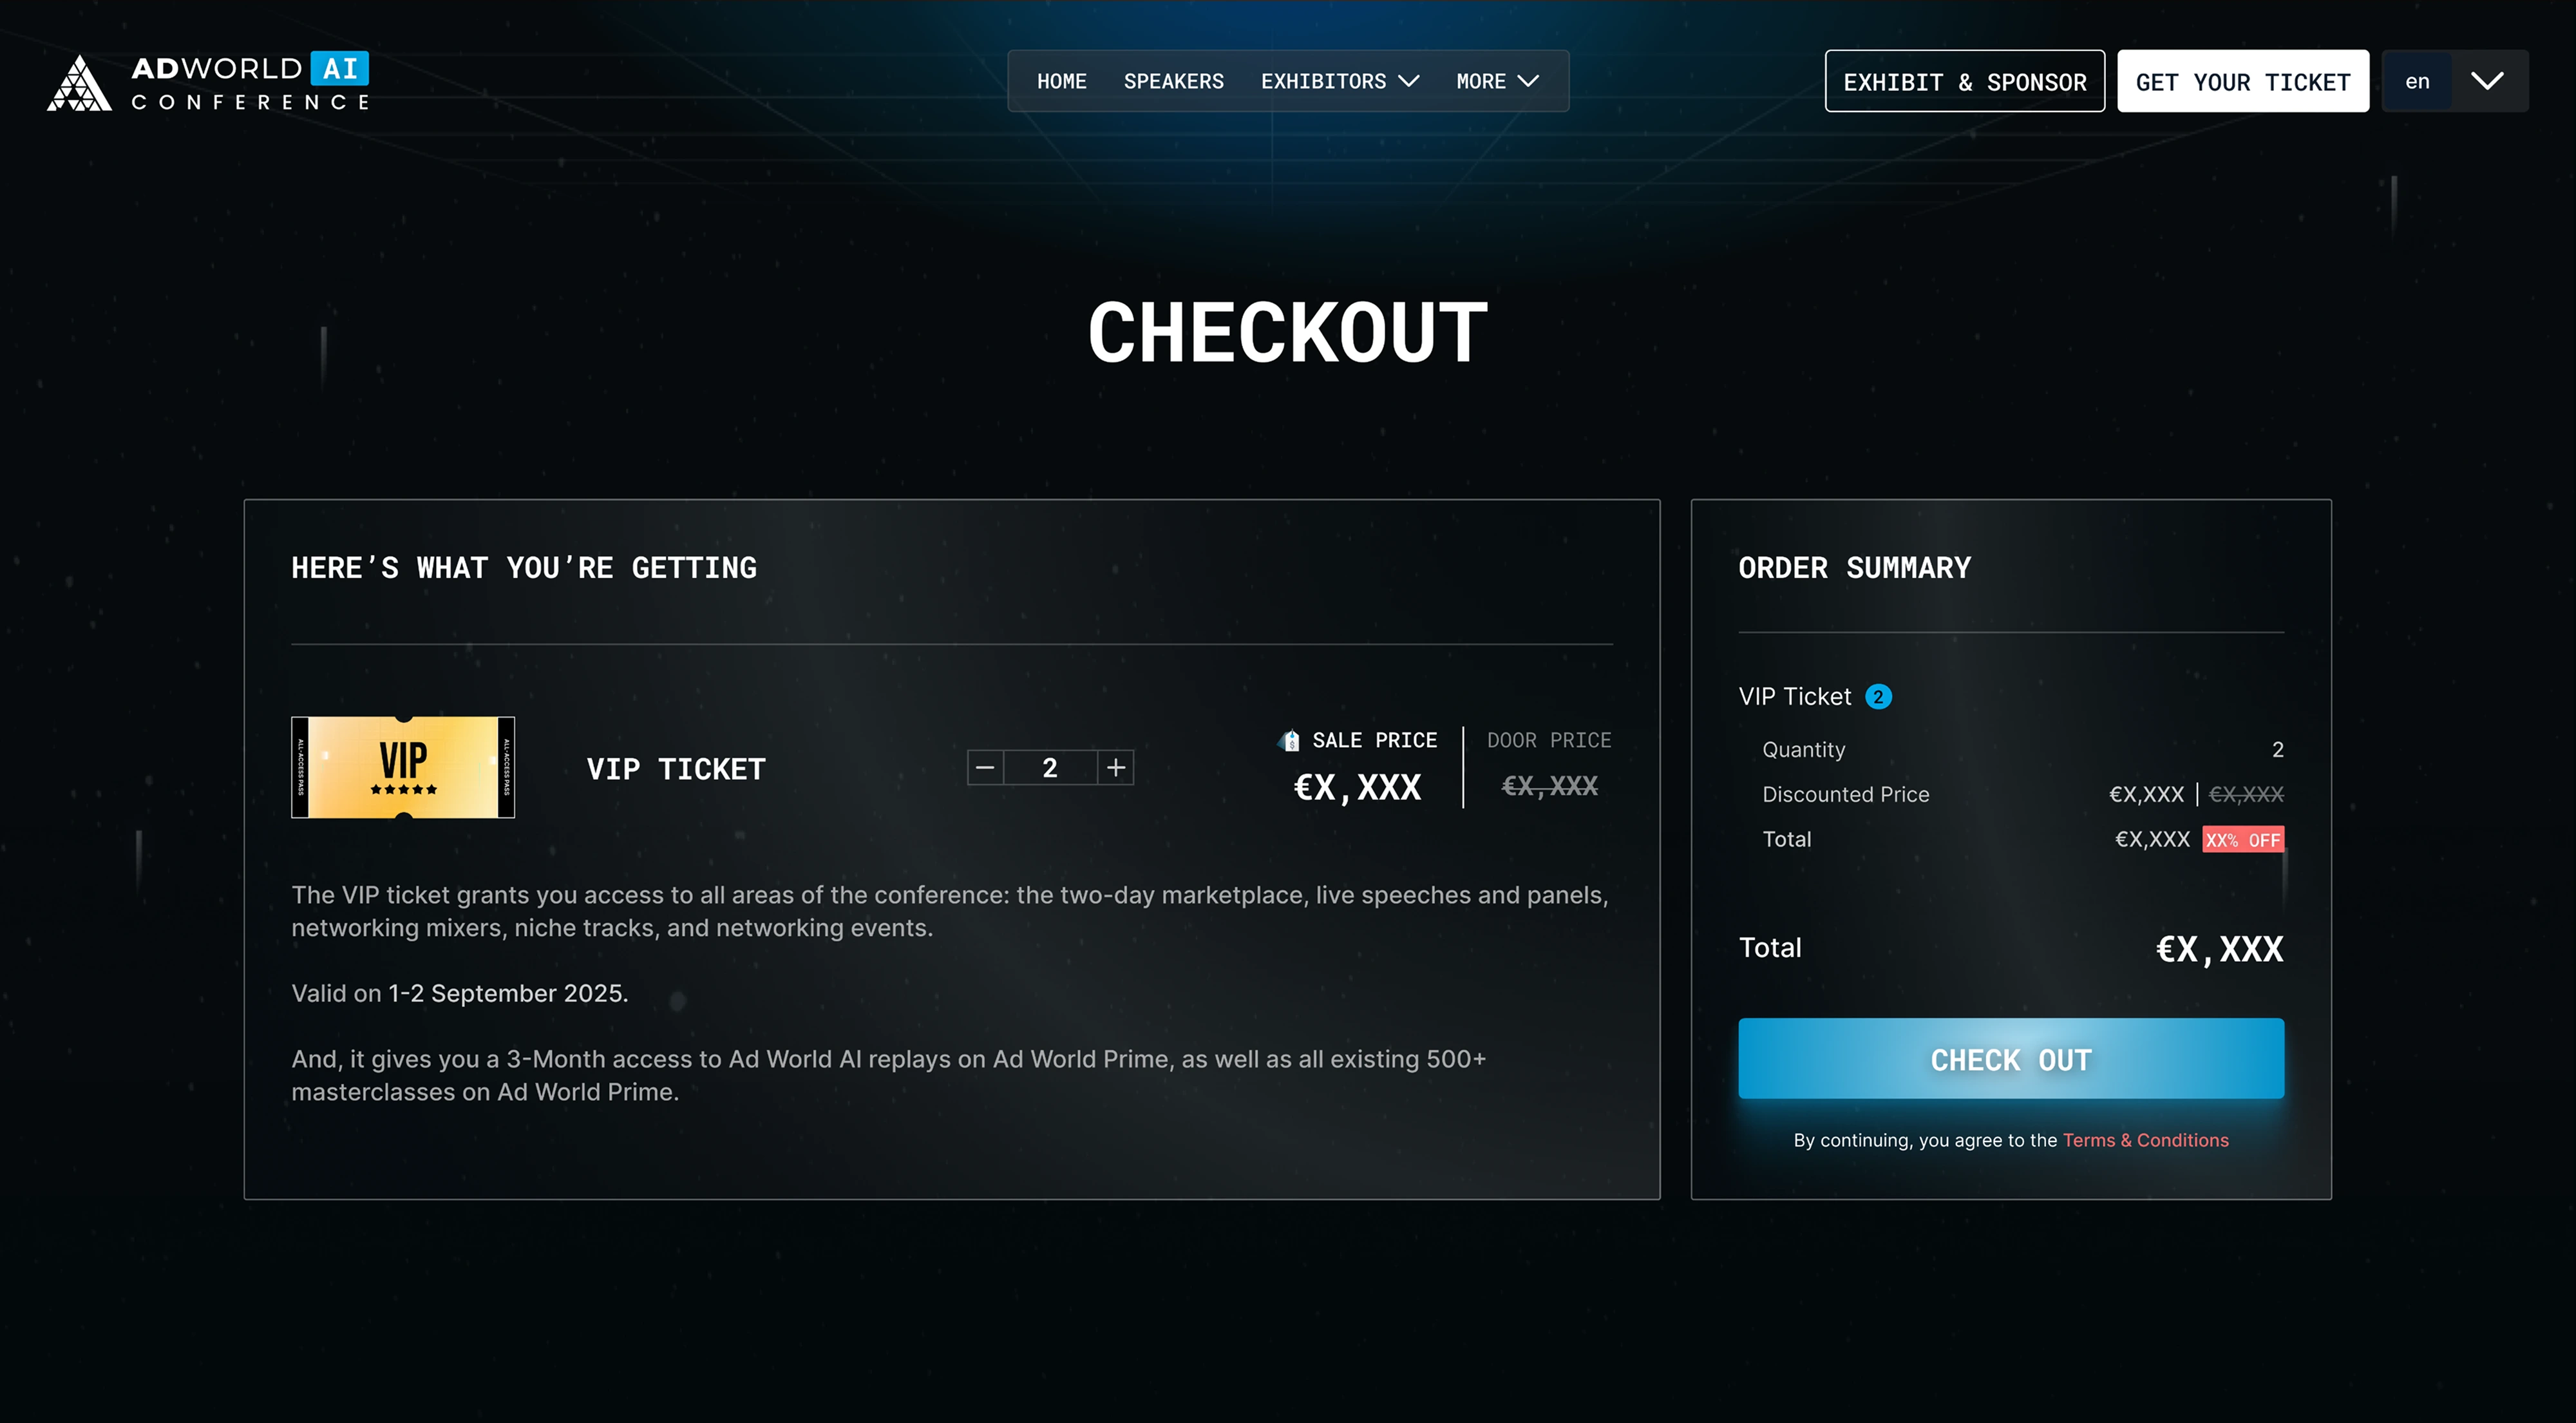 ADWORLD AI
CONFERENCE
HOME
SPEAKERS
EXHIBITORS
MORE
EXHIBIT & SPONSOR
GET YOUR TICKET
en
CHECKOUT
HERE’S WHAT YOU’RE GETTING
ALL-ACCESS PASS
VIP
ALL-ACCESS PASS
VIP TICKET
2
SALE PRICE
€X,XXX
DOOR PRICE
€X,XXX
The VIP ticket grants you access to all areas of the conference: the two-day marketplace, live speeches and panels,
networking mixers, niche tracks, and networking events.
Valid on 1-2 September 2025.
And, it gives you a 3-Month access to Ad World AI replays on Ad World Prime, as well as all existing 500+
masterclasses on Ad World Prime.
ORDER SUMMARY
VIP Ticket 2
Quantity 2
Discounted Price €X,XXX | €X,XXX
Total €X,XXX XX% OFF
Total €X,XXX
CHECK OUT
By continuing, you agree to the Terms & Conditions